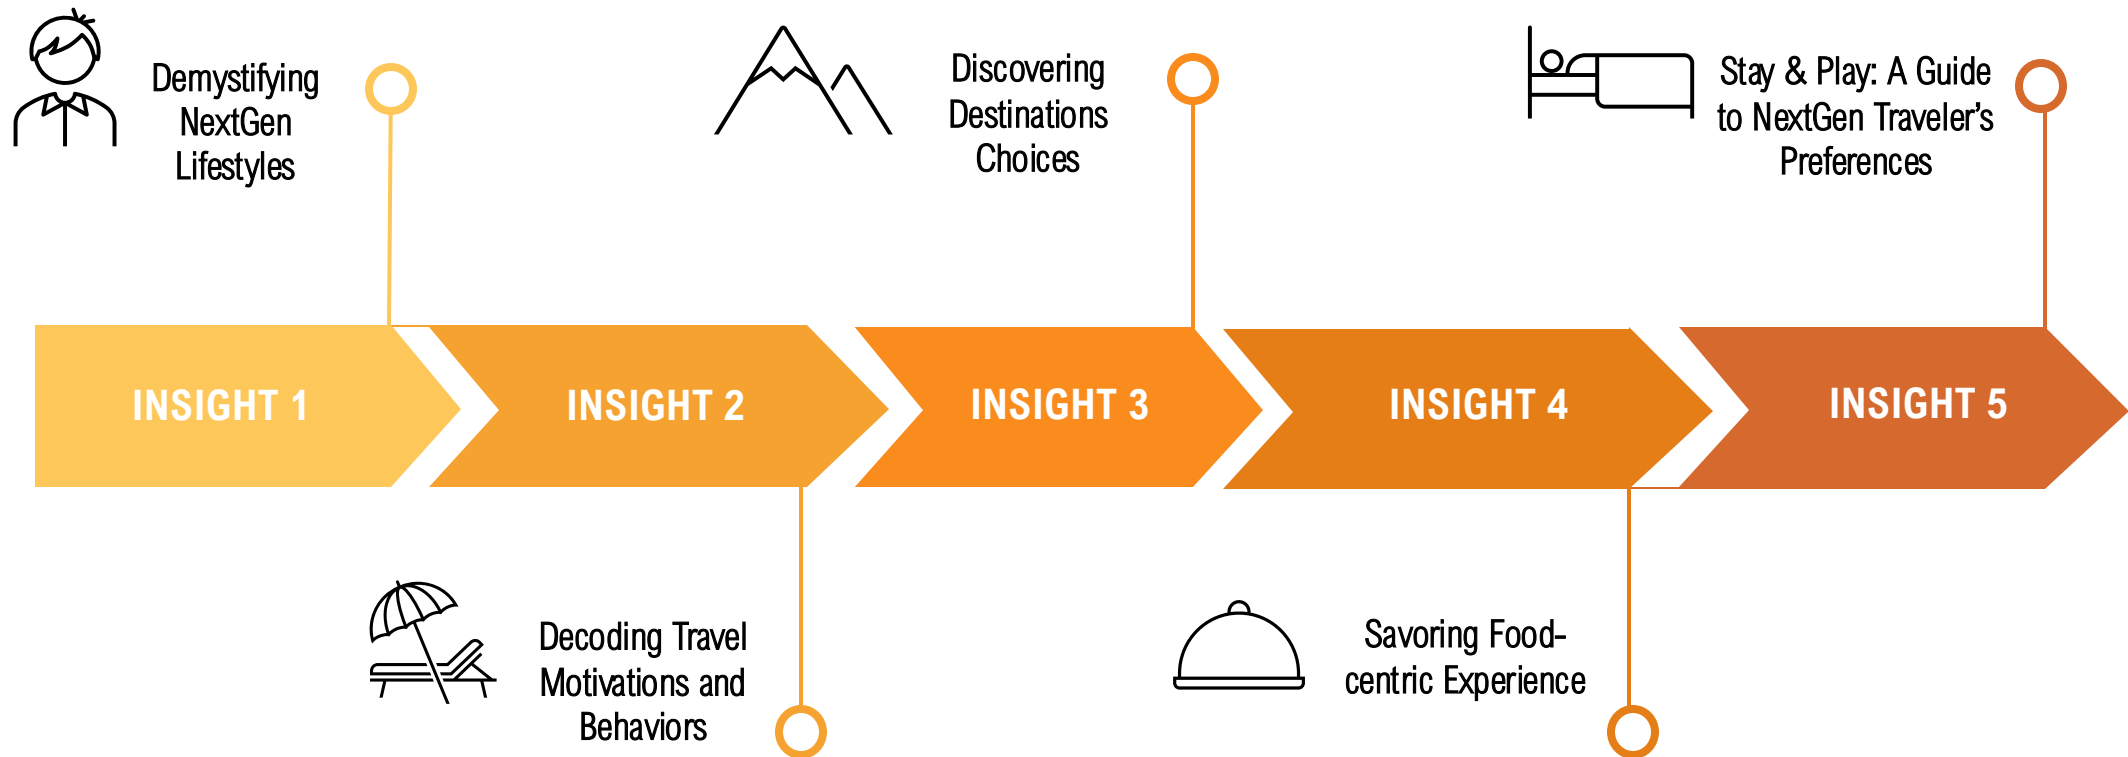 Demystifying
NextGen
Lifestyles
Discovering
Destinations
Choices
Stay & Play: A Guide
to NextGen Traveler's
Preferences
INSIGHT 1
INSIGHT 2
INSIGHT 3
INSIGHT 4
INSIGHT 5
Decoding Travel
Motivations and
Behaviors
Savoring Food-
centric Experience